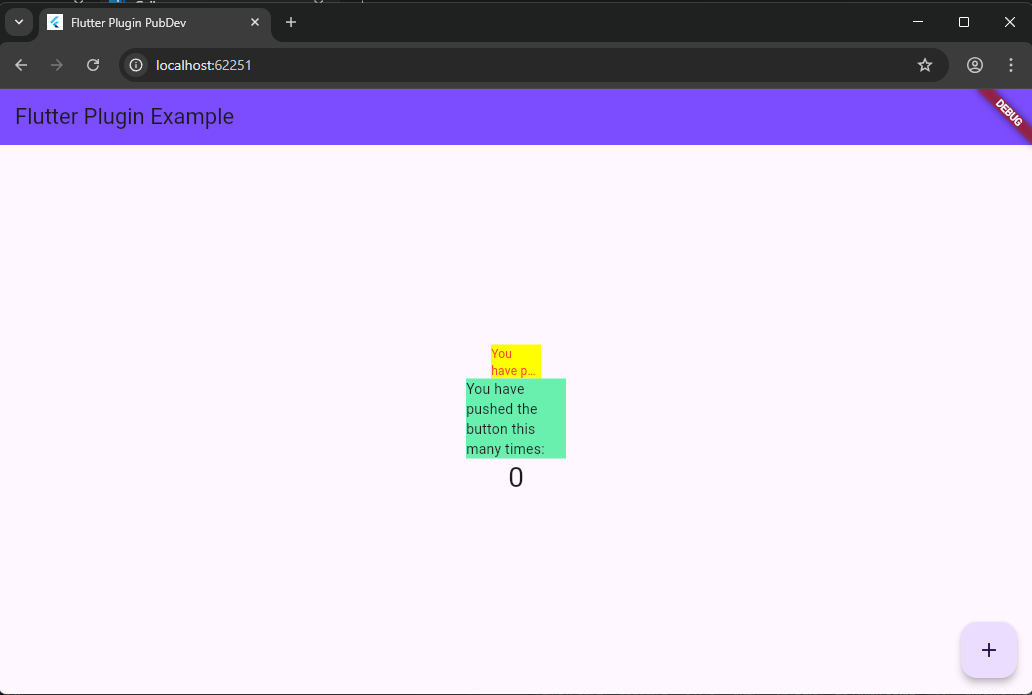 Flutter Plugin PubDev
localhost:62251
Flutter Plugin Example
DEBUG
You
have p...
You have
pushed the
button this
many times:
0